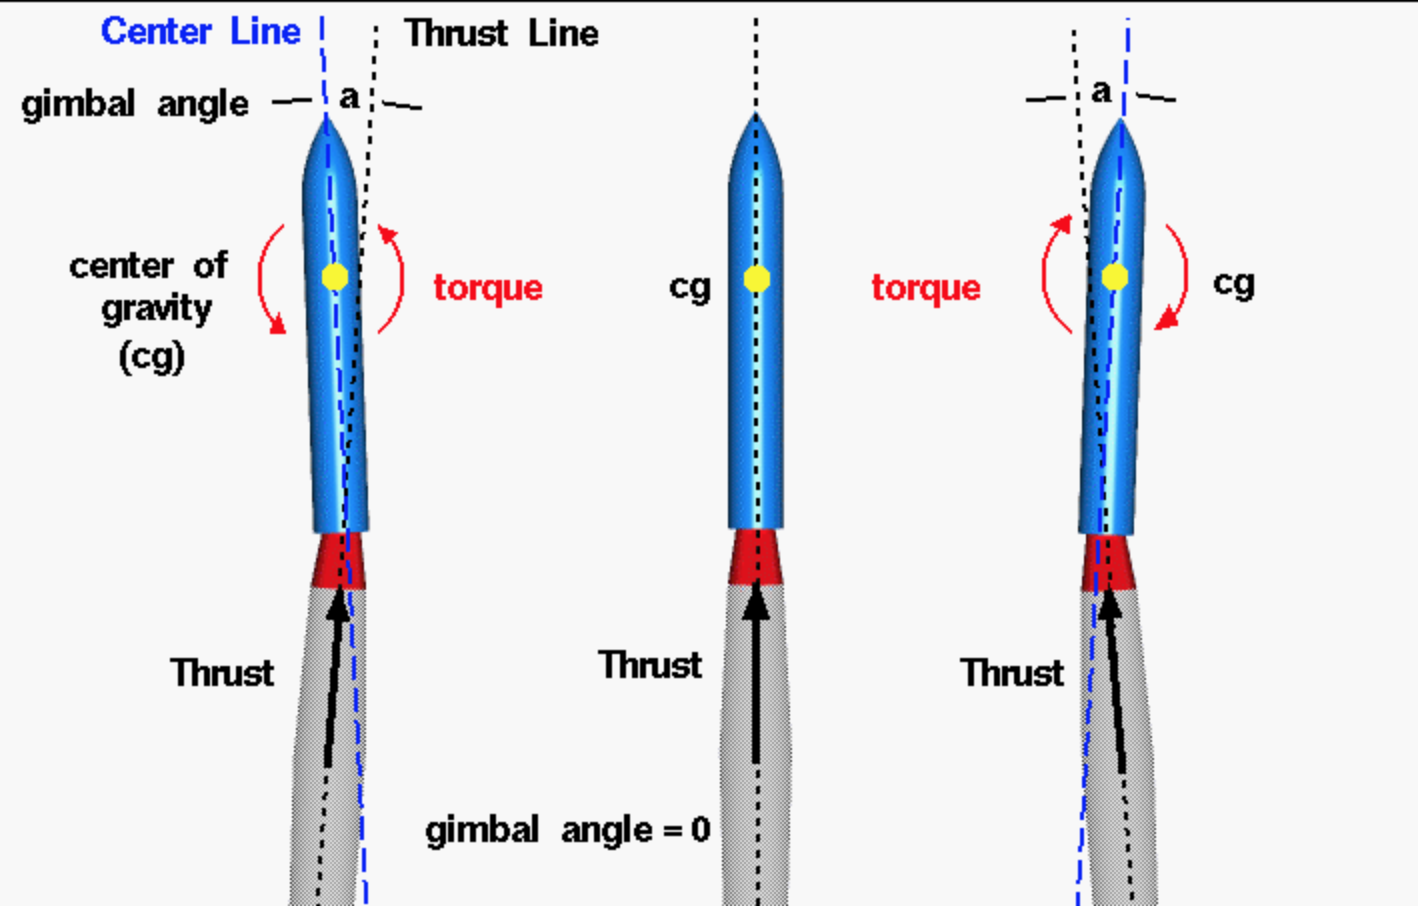 Center Line
Thrust Line
gimbal angle
a
a
center of
gravity
(cg)
torque
cg
torque
cg
Thrust
Thrust
Thrust
gimbal angle = 0